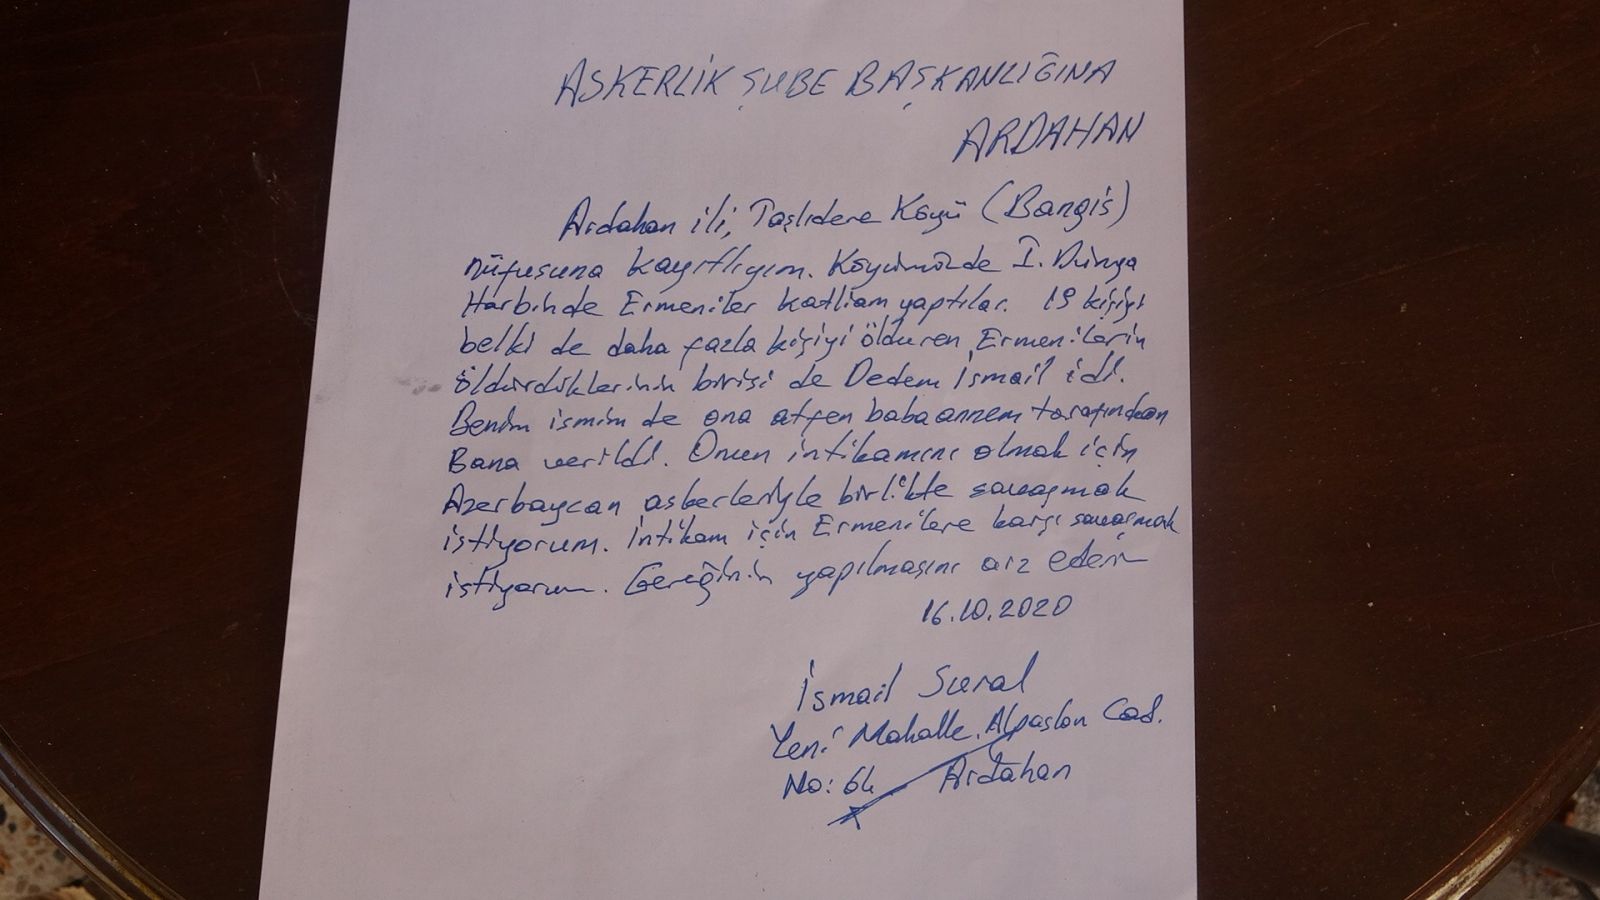 ASKERLİK ŞUBE BAŞKANLIĞINA
ARDAHAN
Ardahan ili, Taşlıdere Köyü (Bangis)
nüfusuna kayıtlıyım. Köyümüzde I. Dünya
Harbinde Ermeniler katliam yaptılar. 19 kişiyi
belki de daha fazla kişiyi öldüren Ermenilerin
öldürdüklerinin birisi de Dedem İsmail idi.
Benim ismim de ona atfen babaannem tarafından
Bana verildi. Onun intikamını almak için
Azerbaycan askerleriyle birlikte savaşmak
istiyorum. İntikam için Ermenilere karşı savaşmak
istiyorum. Gereğinin yapılmasını arz ederim
16.10.2020
İsmail Sural
Yeni Mahalle. Alpaslan Cad.
No: 64 Ardahan